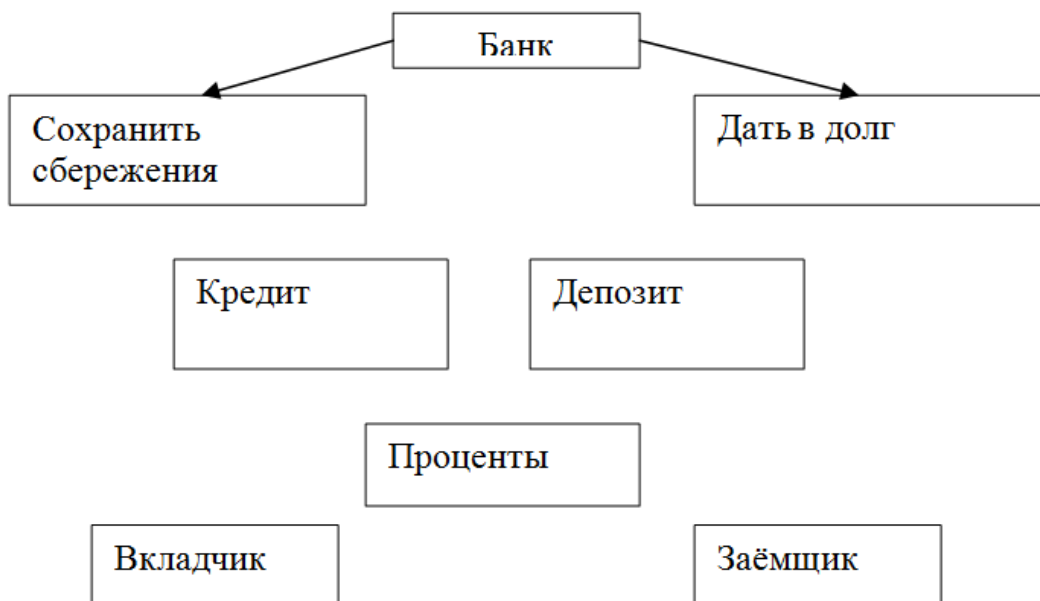 Банк
Сохранить
сбережения
Дать в долг
Кредит
Депозит
Проценты
Вкладчик
Заёмщик